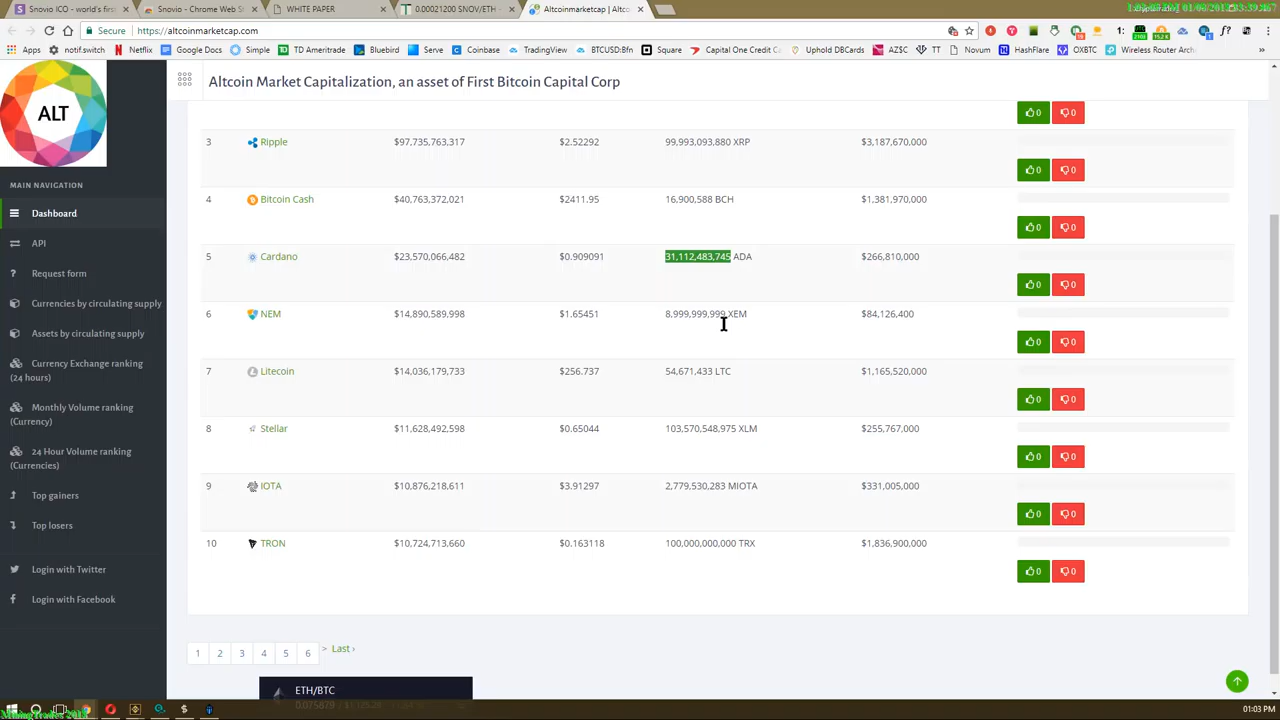 Snovio ICO - world's first
Snovio - Chrome Web S
WHITE PAPER
0.00021200 SNOV/ETH -
Altcoinmarketcap | Altc
Secure https://altcoinmarketcap.com
Apps notif.switch Netflix Google Docs Simple TD Ameritrade Bluebird Serve Coinbase TradingView BTCUSD:Bfn Square Capital One Credit C Uphold DBCards AZ$C TT Novum HashFlare OXBTC Wireless Router Arch
ALT
Altcoin Market Capitalization, an asset of First Bitcoin Capital Corp
MAIN NAVIGATION
Dashboard
API
Request form
Currencies by circulating supply
Assets by circulating supply
Currency Exchange ranking
(24 hours)
Monthly Volume ranking
(Currency)
24 Hour Volume ranking
(Currencies)
Top gainers
Top losers
Login with Twitter
Login with Facebook
0 0
3 Ripple $97,735,763,317 $2.52292 99,993,093,880 XRP $3,187,670,000
0 0
4 Bitcoin Cash $40,763,372,021 $2411.95 16,900,588 BCH $1,381,970,000
0 0
5 Cardano $23,570,066,482 $0.909091 31,112,483,745 ADA $266,810,000
0 0
6 NEM $14,890,589,998 $1.65451 8,999,999,999 XEM $84,126,400
0 0
7 Litecoin $14,036,179,733 $256.737 54,671,433 LTC $1,165,520,000
0 0
8 Stellar $11,628,492,598 $0.65044 103,570,548,975 XLM $255,767,000
0 0
9 IOTA $10,876,218,611 $3.91297 2,779,530,283 MIOTA $331,005,000
0 0
10 TRON $10,724,713,660 $0.163118 100,000,000,000 TRX $1,836,900,000
0 0
1 2 3 4 5 6 > Last ›
ETH/BTC
01:03 PM